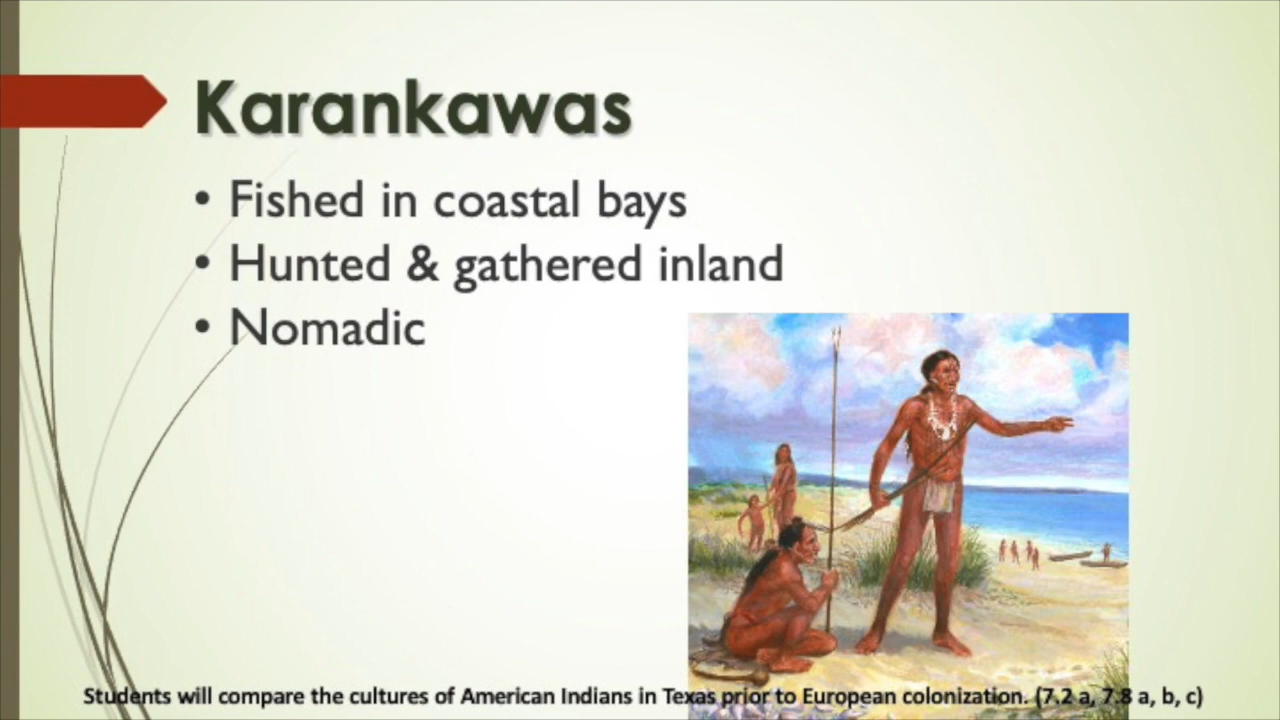 Karankawas
• Fished in coastal bays
• Hunted & gathered inland
• Nomadic
Students will compare the cultures of American Indians in Texas prior to European colonization. (7.2 a, 7.8 a, b, c)